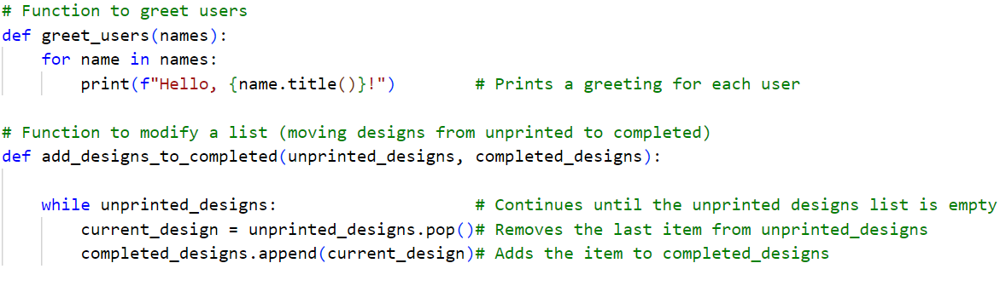 # Function to greet users
def greet_users(names):
    for name in names:
        print(f"Hello, {name.title()}!")        # Prints a greeting for each user

# Function to modify a list (moving designs from unprinted to completed)
def add_designs_to_completed(unprinted_designs, completed_designs):

    while unprinted_designs:                    # Continues until the unprinted designs list is empty
        current_design = unprinted_designs.pop()# Removes the last item from unprinted_designs
        completed_designs.append(current_design)# Adds the item to completed_designs